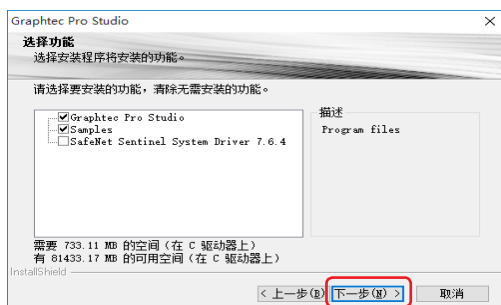 Graphtec Pro Studio
选择功能
选择安装程序将安装的功能。
请选择要安装的功能，清除无需安装的功能。
Graphtec Pro Studio
Samples
SafeNet Sentinel System Driver 7.6.4
描述
Program files
需要 733.11 MB 的空间（在 C 驱动器上）
有 81433.17 MB 的可用空间（在 C 驱动器上）
InstallShield
< 上一步(B) 下一步(N) > 取消